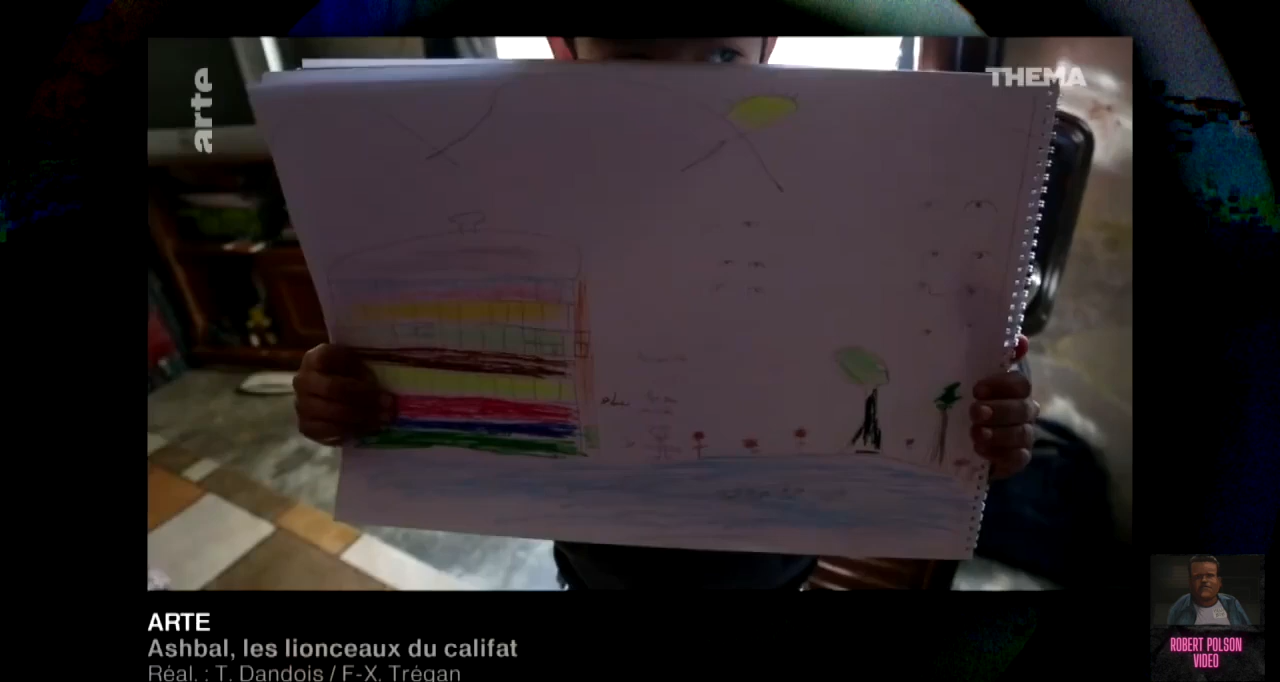 arte
THEMA
ARTE
Ashbal, les lionceaux du califat
Réal. : T. Dandois / F-X. Trégan
ROBERT POLSON
VIDEO